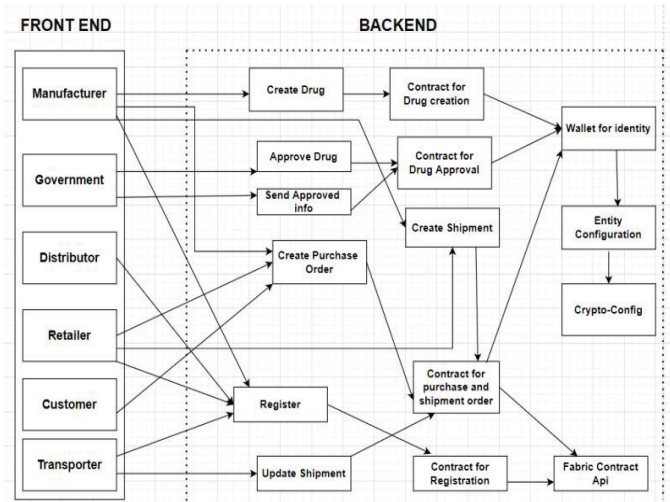 FRONT END
BACKEND
Manufacturer
Create Drug
Contract for
Drug creation
Wallet for identity
Government
Approve Drug
Contract for
Drug Approval
Send Approved
info
Entity
Configuration
Create Shipment
Distributor
Create Purchase
Order
Crypto-Config
Retailer
Contract for
purchase and
shipment order
Customer
Register
Transporter
Update Shipment
Contract for
Registration
Fabric Contract
Api